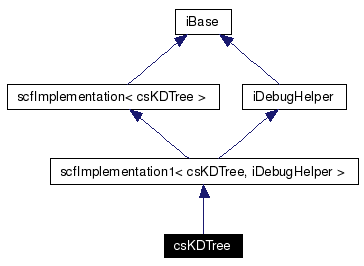 iBase
scfImplementation< csKDTree >
iDebugHelper
scfImplementation1< csKDTree, iDebugHelper >
csKDTree